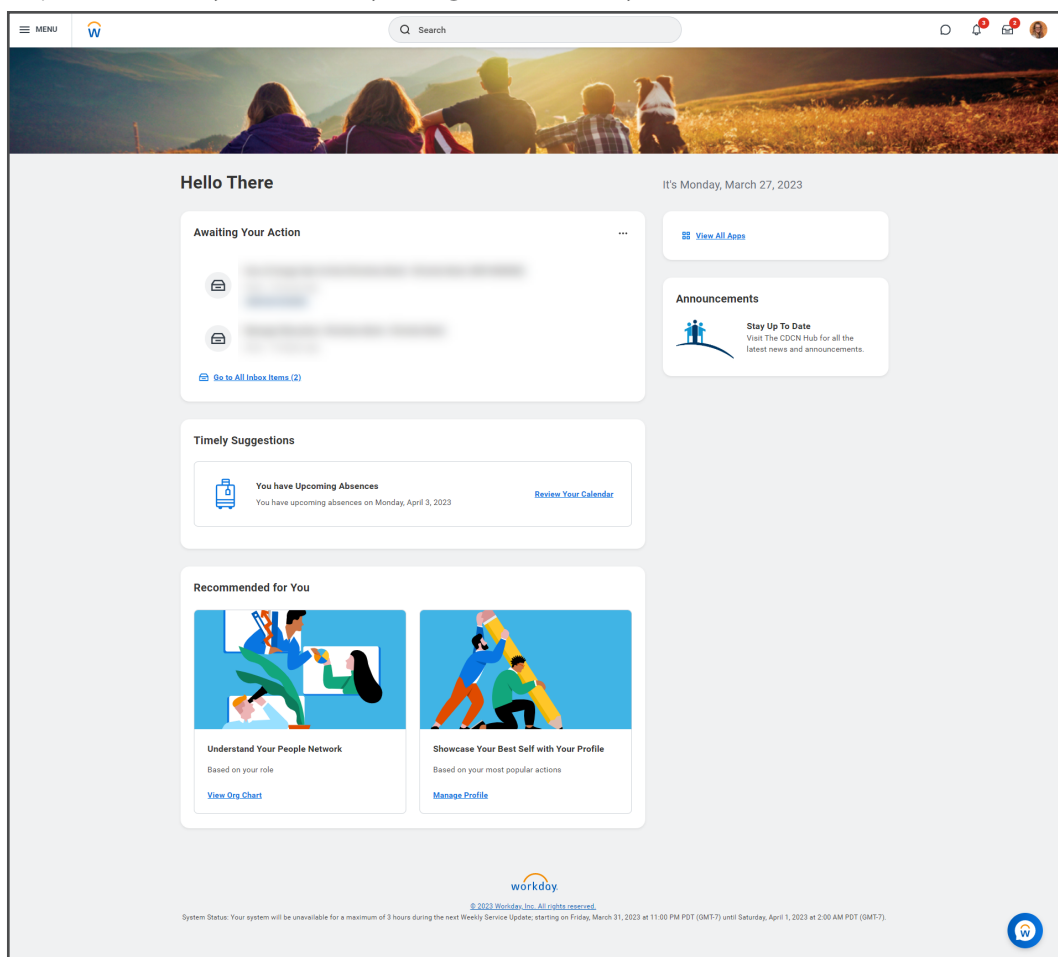 MENU
Search
3
2
Hello There
It's Monday, March 27, 2023
Awaiting Your Action
View All Apps
Go to All Inbox Items (2)
Announcements
Stay Up To Date
Visit The CDCN Hub for all the
latest news and announcements.
Timely Suggestions
You have Upcoming Absences
You have upcoming absences on Monday, April 3, 2023
Review Your Calendar
Recommended for You
Understand Your People Network
Based on your role
View Org Chart
Showcase Your Best Self with Your Profile
Based on your most popular actions
Manage Profile
workday.
© 2023 Workday, Inc. All rights reserved.
System Status: Your system will be unavailable for a maximum of 3 hours during the next Weekly Service Update; starting on Friday, March 31, 2023 at 11:00 PM PDT (GMT-7) until Saturday, April 1, 2023 at 2:00 AM PDT (GMT-7).